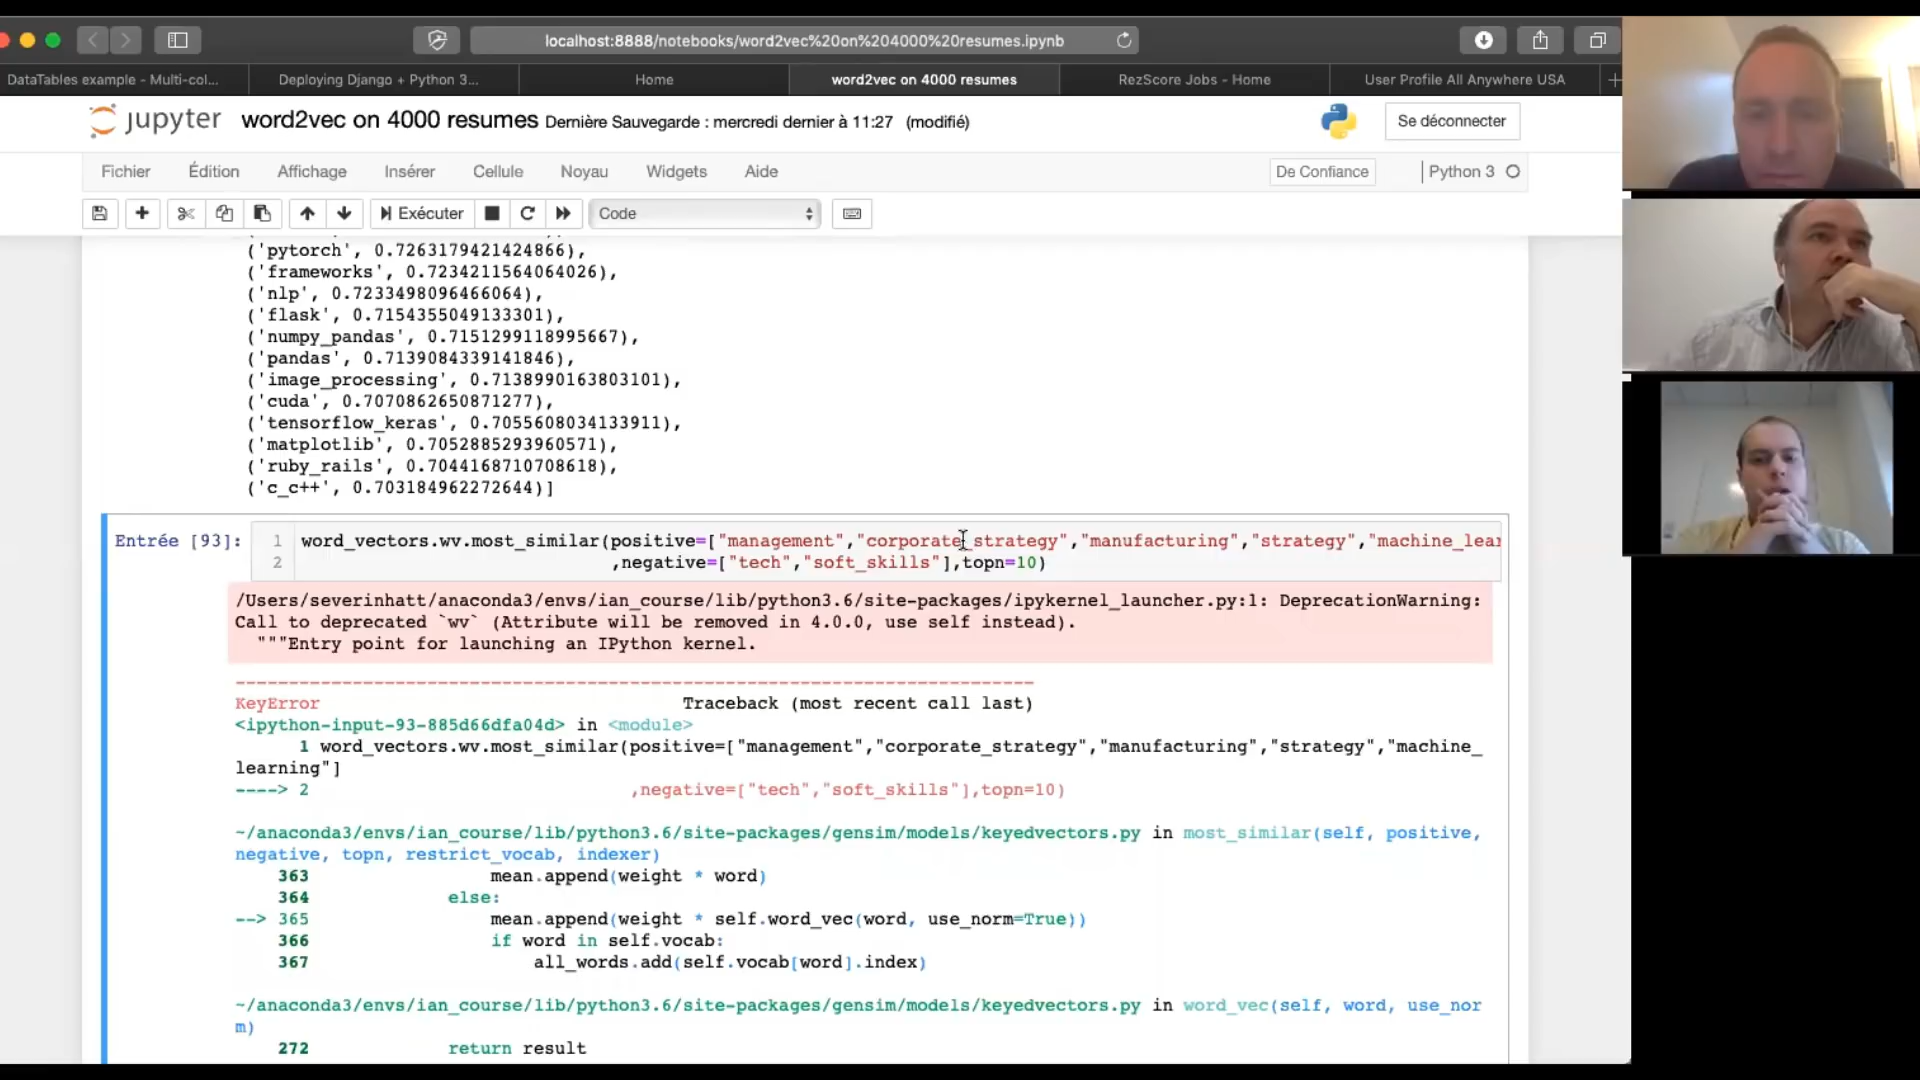 localhost:8888/notebooks/word2vec%20on%204000%20resumes.ipynb
DataTables example - Multi-col...
Deploying Django + Python 3...
Home
word2vec on 4000 resumes
RezScore Jobs - Home
User Profile All Anywhere USA
jupyter word2vec on 4000 resumes Dernière Sauvegarde : mercredi dernier à 11:27 (modifié)
Se déconnecter
Fichier Édition Affichage Insérer Cellule Noyau Widgets Aide
De Confiance
Python 3
Exécuter
Code
('pytorch', 0.7263179421424866),
('frameworks', 0.7234211564064026),
('nlp', 0.7233498096466064),
('flask', 0.7154355049133301),
('numpy_pandas', 0.7151299118995667),
('pandas', 0.7139084339141846),
('image_processing', 0.7138990163803101),
('cuda', 0.7070862650871277),
('tensorflow_keras', 0.7055608034133911),
('matplotlib', 0.7052885293960571),
('ruby_rails', 0.7044168710708618),
('c_c++', 0.703184962272644)]
Entrée [93]:
1 word_vectors.wv.most_similar(positive=["management","corporate_strategy","manufacturing","strategy","machine_lear
2 ,negative=["tech","soft_skills"],topn=10)
/Users/severinhatt/anaconda3/envs/ian_course/lib/python3.6/site-packages/ipykernel_launcher.py:1: DeprecationWarning:
Call to deprecated `wv` (Attribute will be removed in 4.0.0, use self instead).
"""Entry point for launching an IPython kernel.
---------------------------------------------------------------------------
KeyError Traceback (most recent call last)
<ipython-input-93-885d66dfa04d> in <module>
1 word_vectors.wv.most_similar(positive=["management","corporate_strategy","manufacturing","strategy","machine_
learning"]
----> 2 ,negative=["tech","soft_skills"],topn=10)
~/anaconda3/envs/ian_course/lib/python3.6/site-packages/gensim/models/keyedvectors.py in most_similar(self, positive,
negative, topn, restrict_vocab, indexer)
363 mean.append(weight * word)
364 else:
--> 365 mean.append(weight * self.word_vec(word, use_norm=True))
366 if word in self.vocab:
367 all_words.add(self.vocab[word].index)
~/anaconda3/envs/ian_course/lib/python3.6/site-packages/gensim/models/keyedvectors.py in word_vec(self, word, use_nor
m)
272 return result